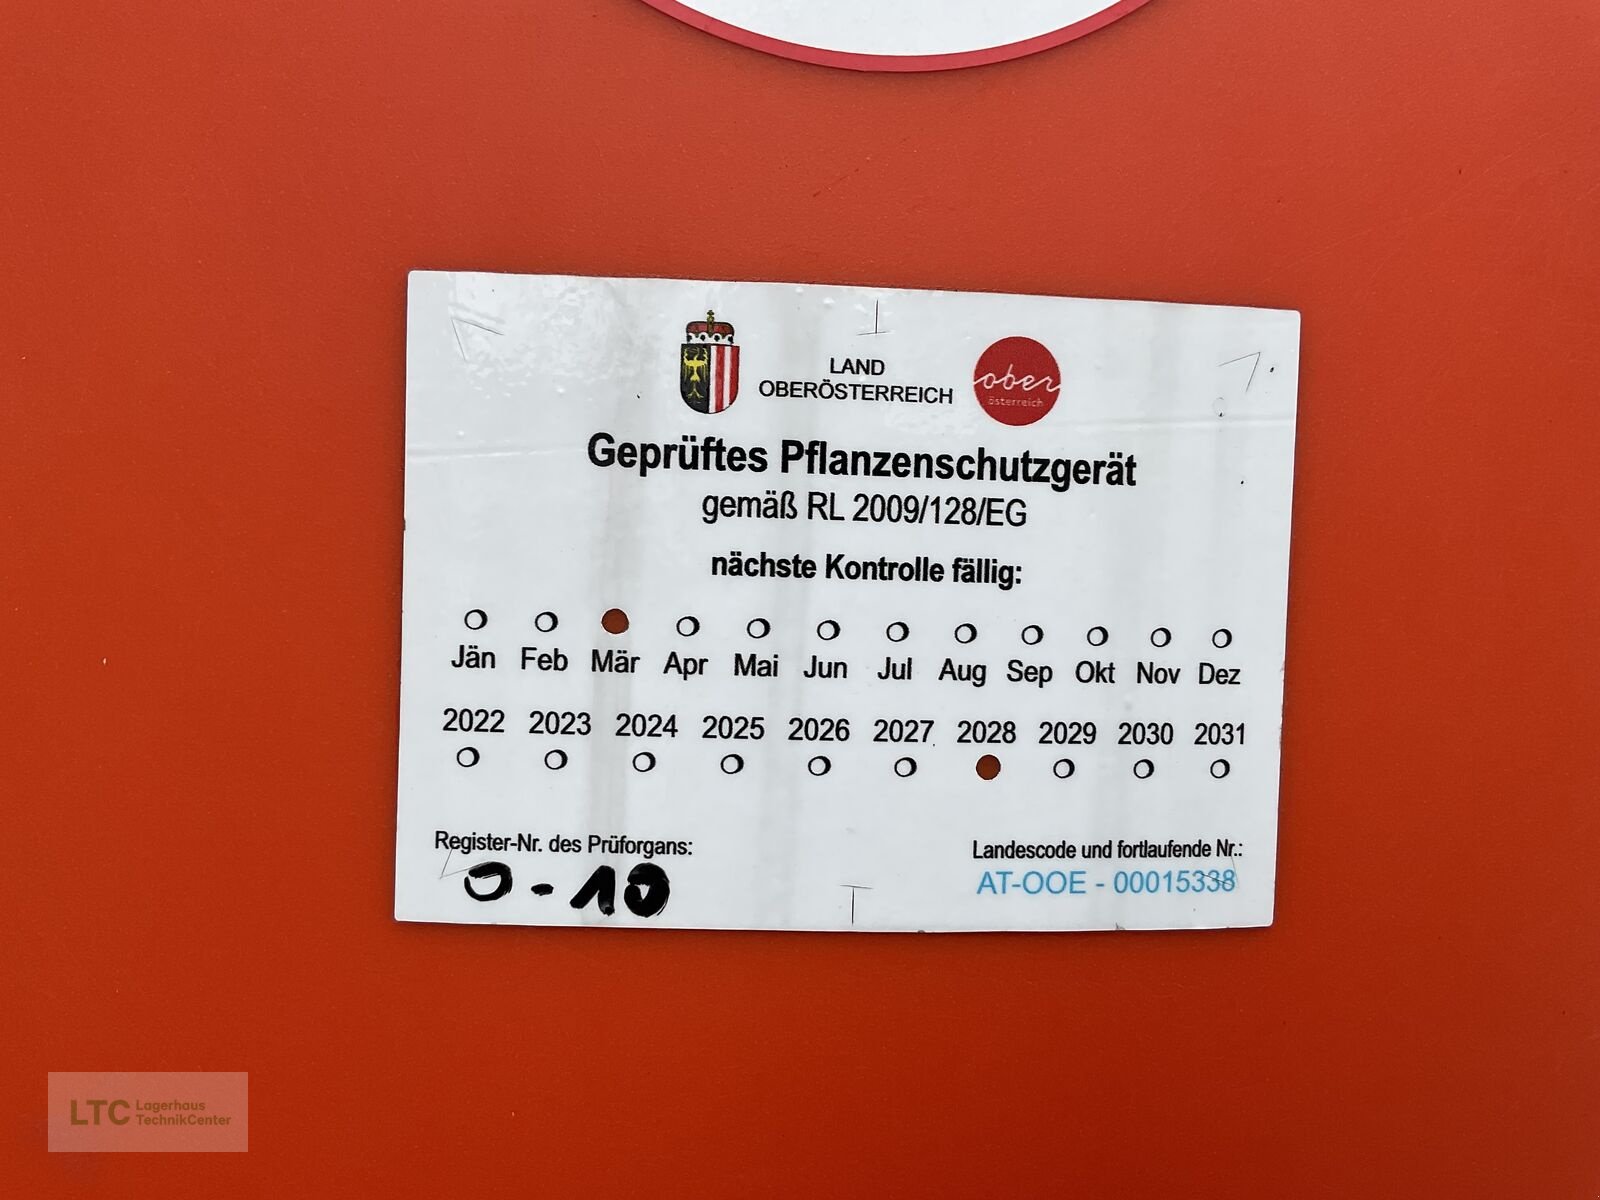 LAND
OBERÖSTERREICH
ober
österreich
Geprüftes Pflanzenschutzgerät
gemäß RL 2009/128/EG
nächste Kontrolle fällig:
Jän Feb Mär Apr Mai Jun Jul Aug Sep Okt Nov Dez
2022 2023 2024 2025 2026 2027 2028 2029 2030 2031
Register-Nr. des Prüforgans:
O-10
Landescode und fortlaufende Nr.:
AT-OOE - 00015338
LTC Lagerhaus
TechnikCenter